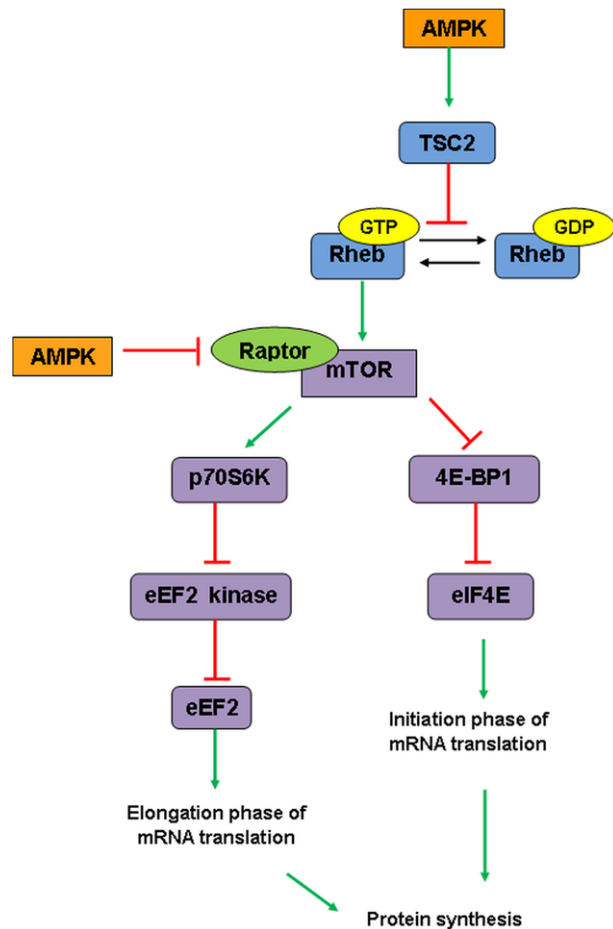 AMPK
TSC2
GTP
Rheb
GDP
Rheb
AMPK
Raptor
mTOR
p70S6K
4E-BP1
eEF2 kinase
eIF4E
eEF2
Initiation phase of
mRNA translation
Elongation phase of
mRNA translation
Protein synthesis